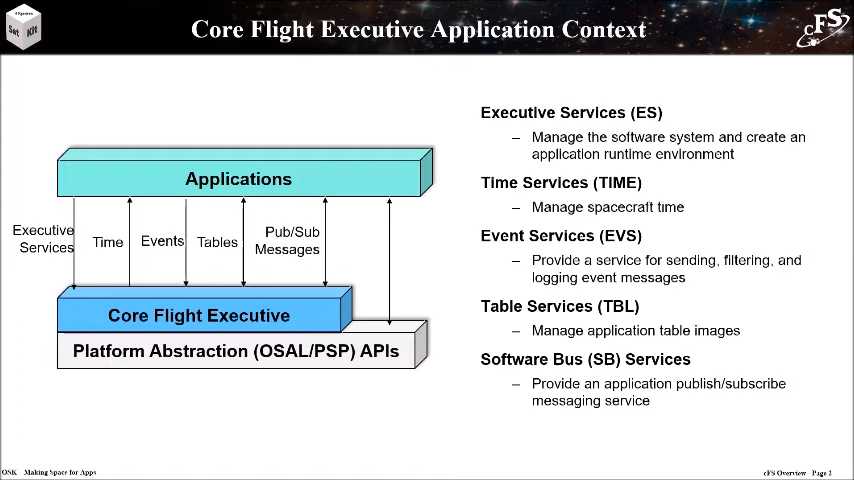 Core Flight Executive Application Context
Set Kit
cFS
Applications
Executive
Services
Time
Events
Tables
Pub/Sub
Messages
Core Flight Executive
Platform Abstraction (OSAL/PSP) APIs
Executive Services (ES)
– Manage the software system and create an
application runtime environment
Time Services (TIME)
– Manage spacecraft time
Event Services (EVS)
– Provide a service for sending, filtering, and
logging event messages
Table Services (TBL)
– Manage application table images
Software Bus (SB) Services
– Provide an application publish/subscribe
messaging service
OSK Making Space for Apps
cFS Overview - Page 2